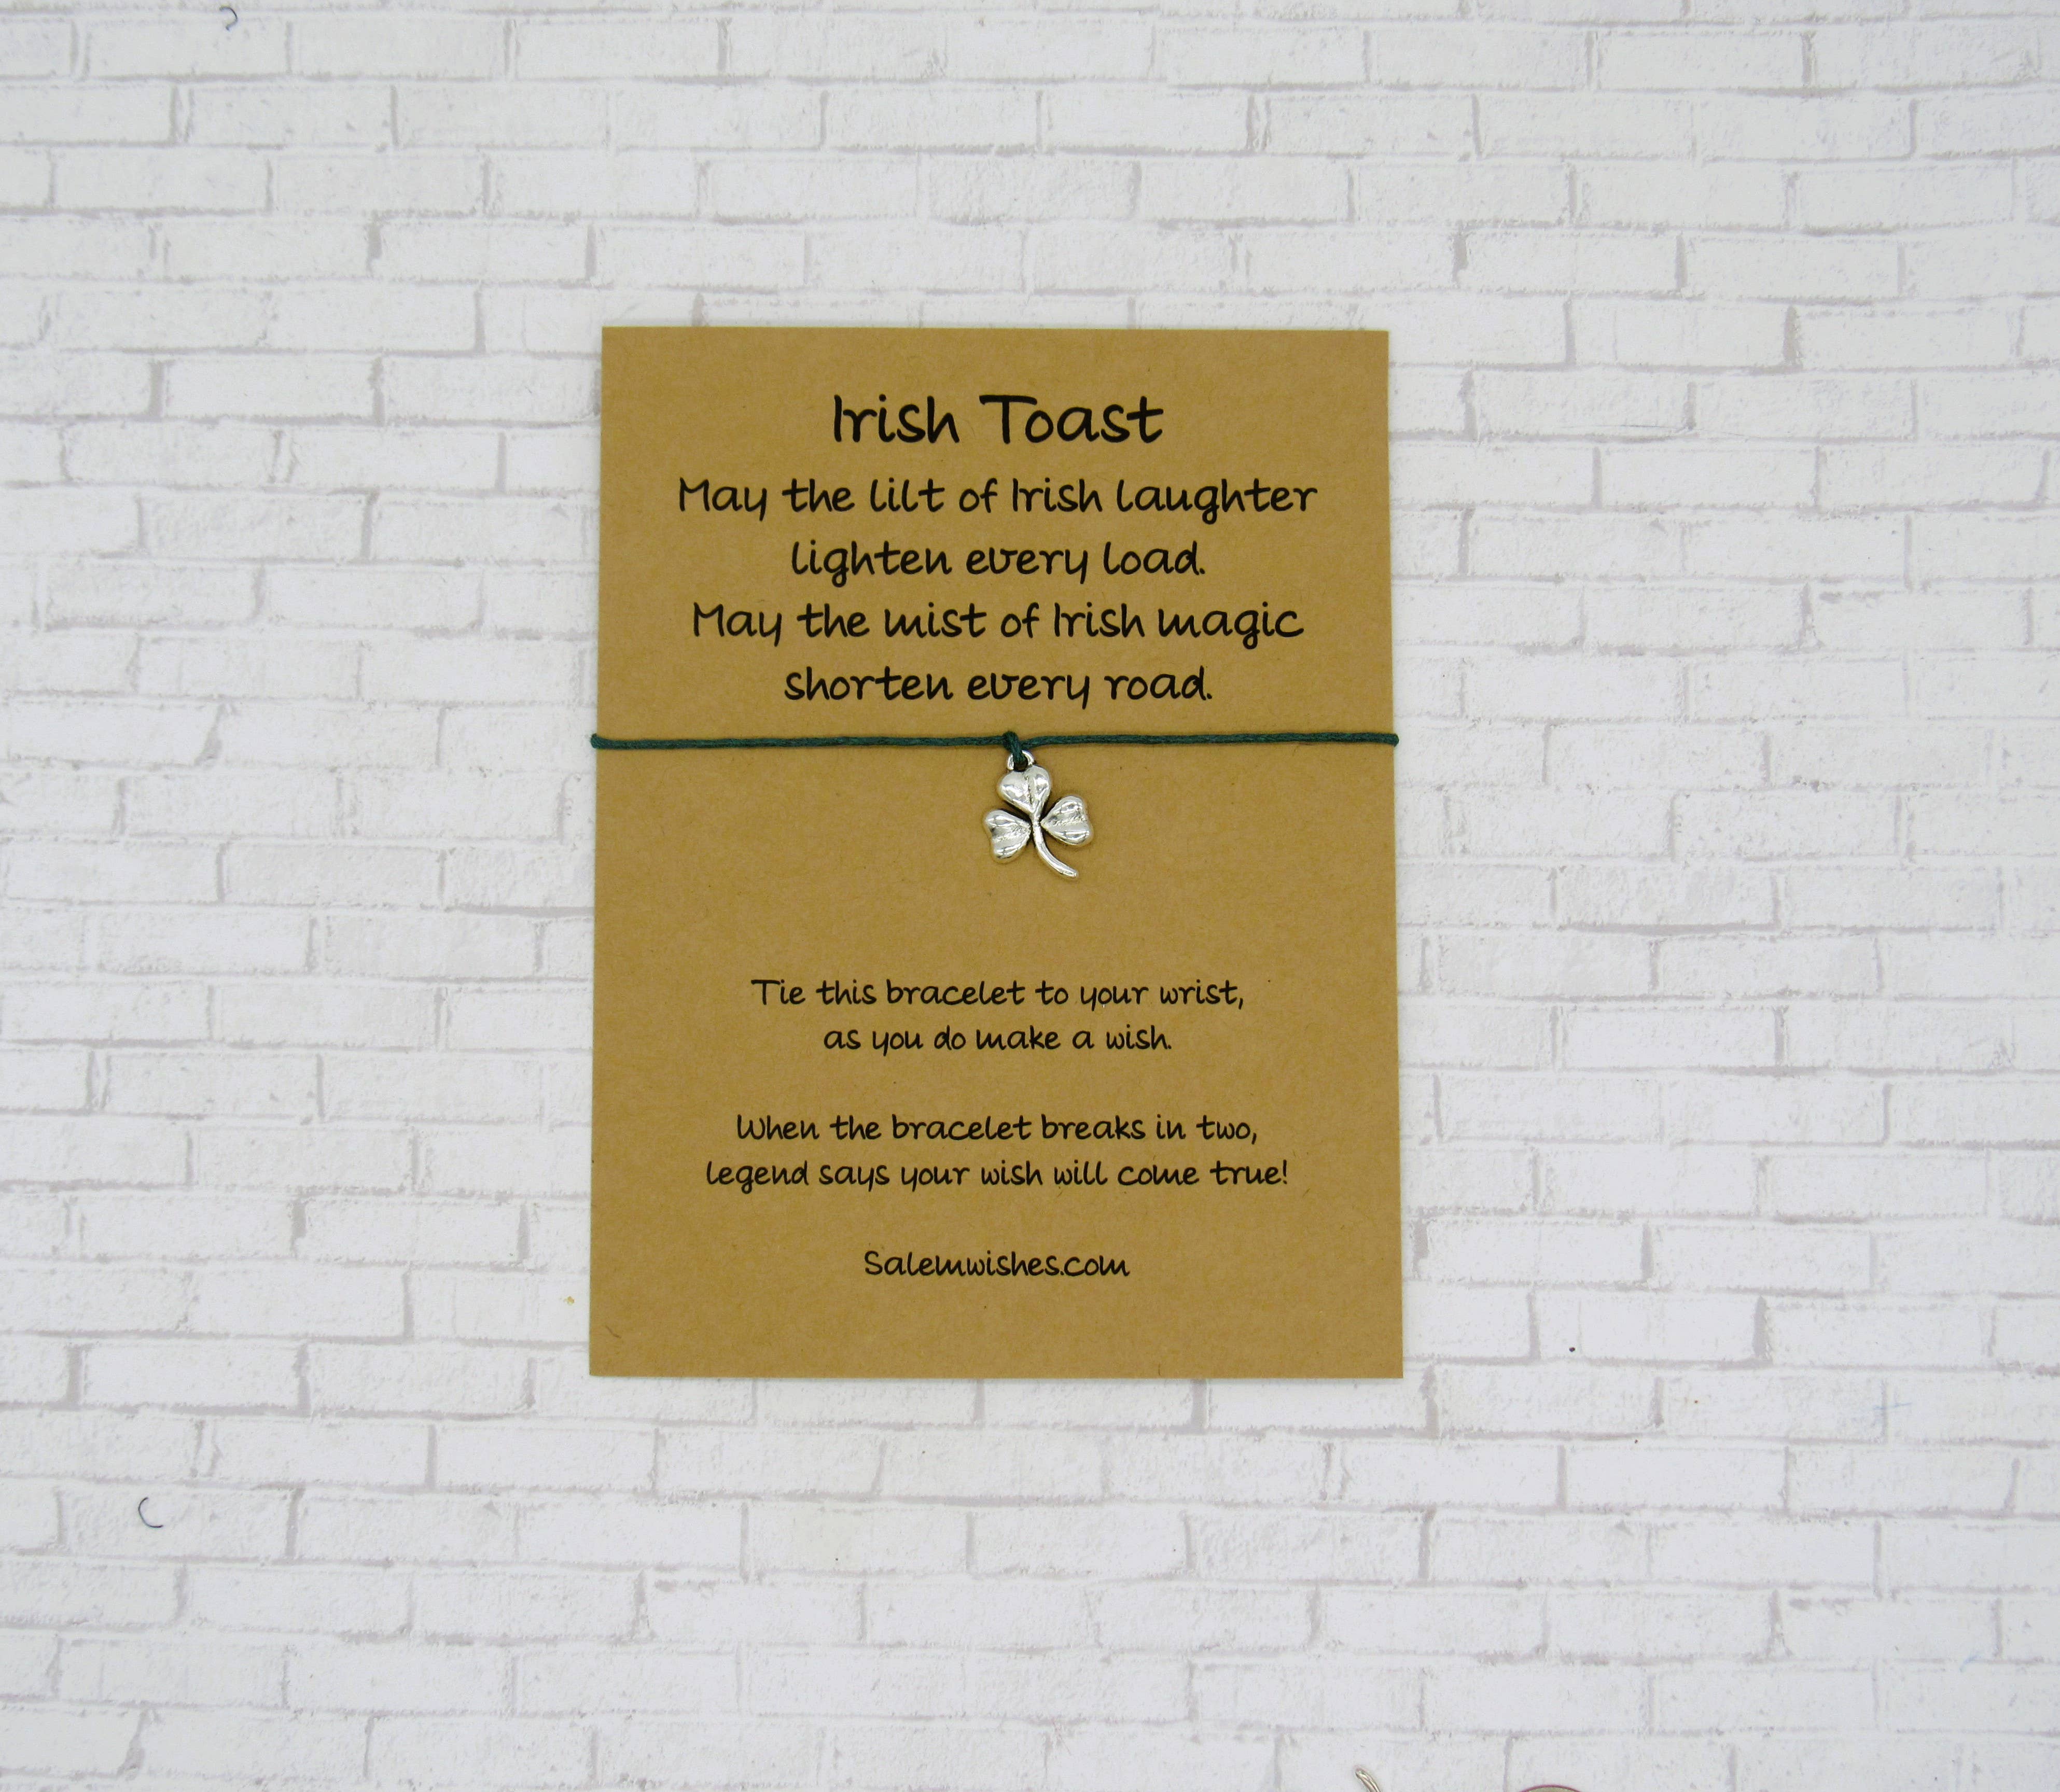 Irish Toast
May the lilt of Irish laughter
lighten every load.
May the mist of Irish magic
shorten every road.
Tie this bracelet to your wrist,
as you do make a wish.
When the bracelet breaks in two,
legend says your wish will come true!
Salemwishes.com